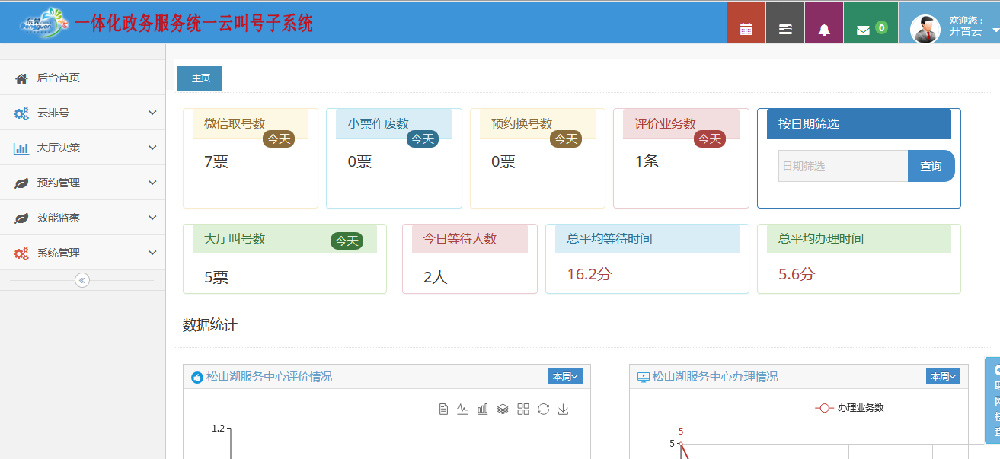 东莞
Dongguan
一体化政务服务统一云叫号子系统
0
欢迎您：
开普云
后台首页
云排号
大厅决策
预约管理
效能监察
系统管理
主页
微信取号数
今天
7票
小票作废数
今天
0票
预约换号数
今天
0票
评价业务数
今天
1条
按日期筛选
日期筛选
查询
大厅叫号数
今天
5票
今日等待人数
2人
总平均等待时间
16.2分
总平均办理时间
5.6分
数据统计
松山湖服务中心评价情况
本周
1.2
松山湖服务中心办理情况
本周
办理业务数
5
5